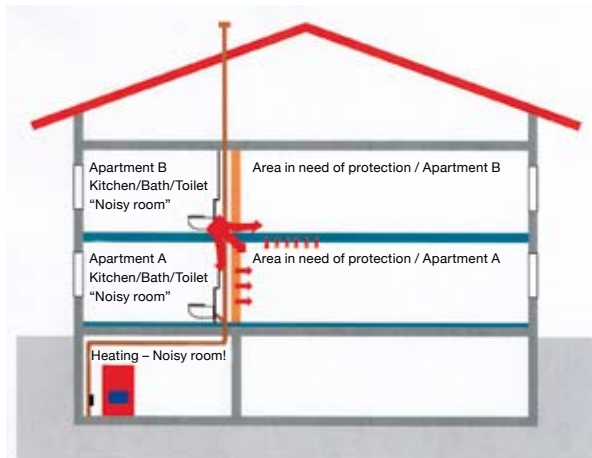 Apartment B
Kitchen/Bath/Toilet
“Noisy room”
Area in need of protection / Apartment B
Apartment A
Kitchen/Bath/Toilet
“Noisy room”
Area in need of protection / Apartment A
Heating – Noisy room!